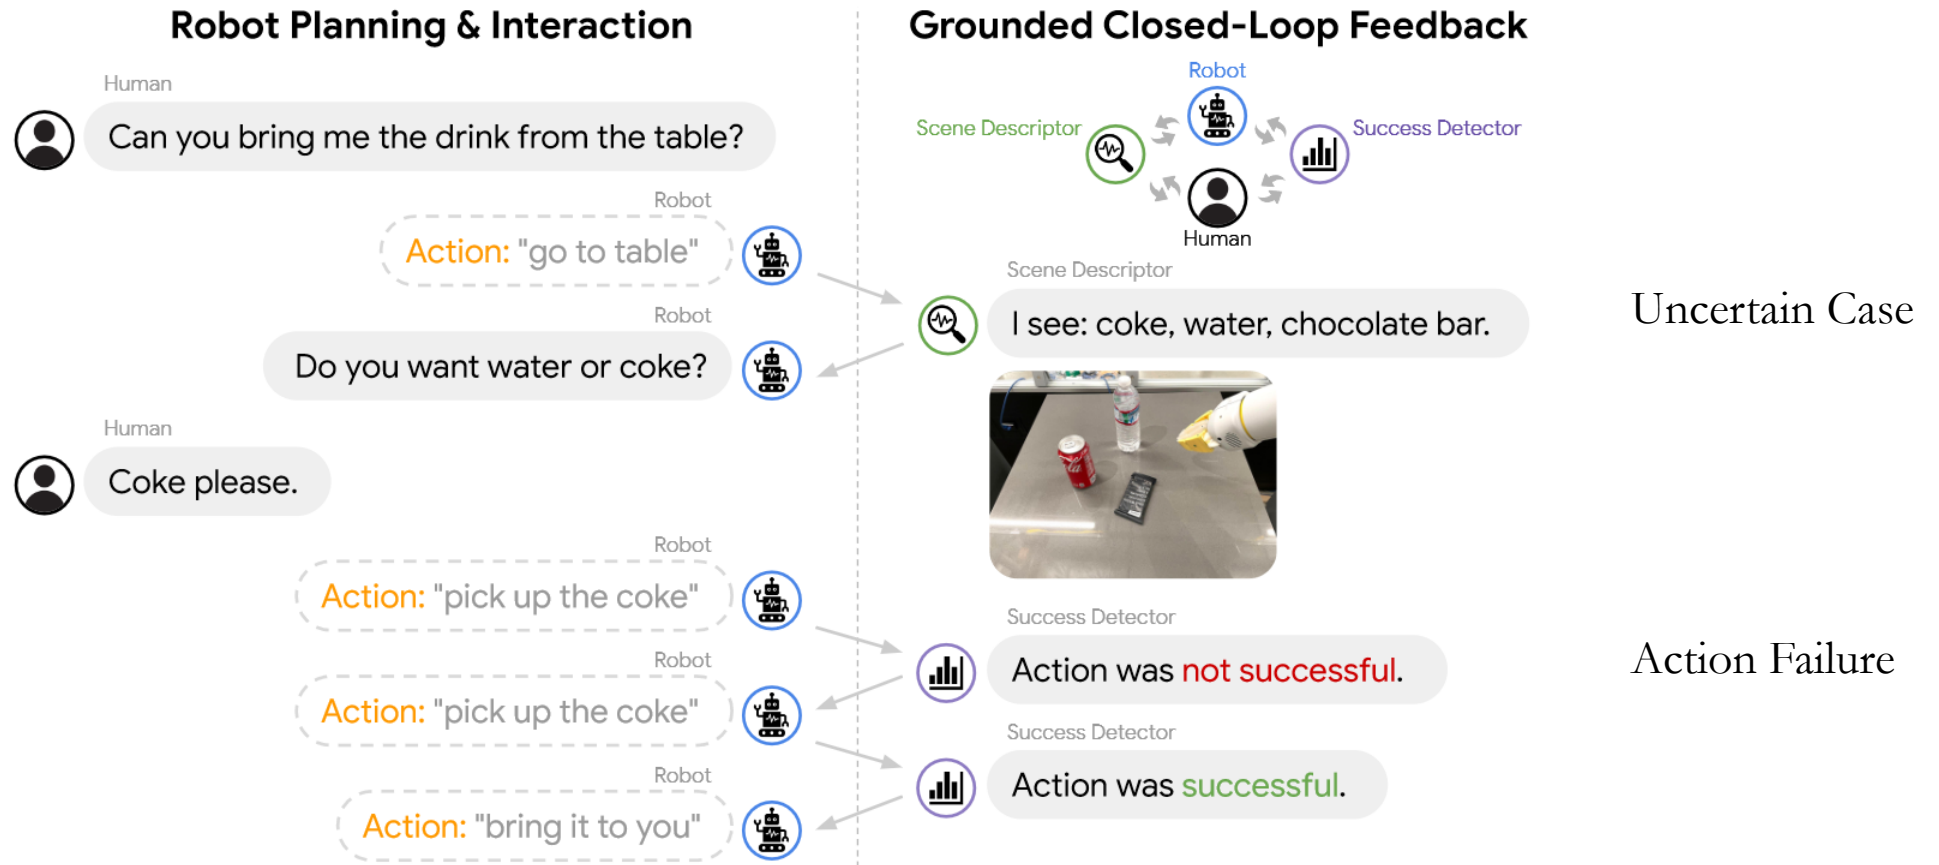 Robot Planning & Interaction
Human
Can you bring me the drink from the table?
Robot
Action: "go to table"
Robot
Do you want water or coke?
Human
Coke please.
Robot
Action: "pick up the coke"
Robot
Action: "pick up the coke"
Robot
Action: "bring it to you"
Grounded Closed-Loop Feedback
Robot
Scene Descriptor
Success Detector
Human
Scene Descriptor
I see: coke, water, chocolate bar.
Success Detector
Action was not successful.
Success Detector
Action was successful.
Uncertain Case
Action Failure